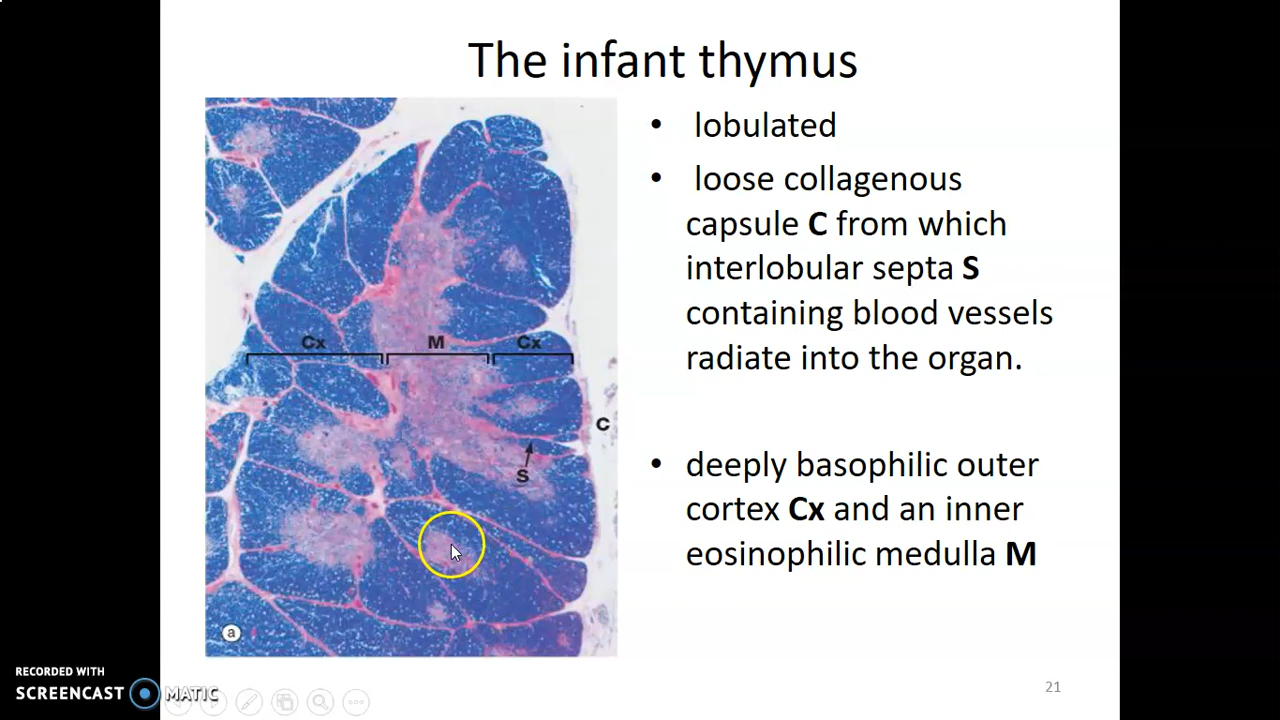 The infant thymus
• lobulated
• loose collagenous
capsule C from which
interlobular septa S
containing blood vessels
radiate into the organ.
• deeply basophilic outer
cortex Cx and an inner
eosinophilic medulla M
Cx M Cx
C
S
a
RECORDED WITH
SCREENCAST MATIC
21